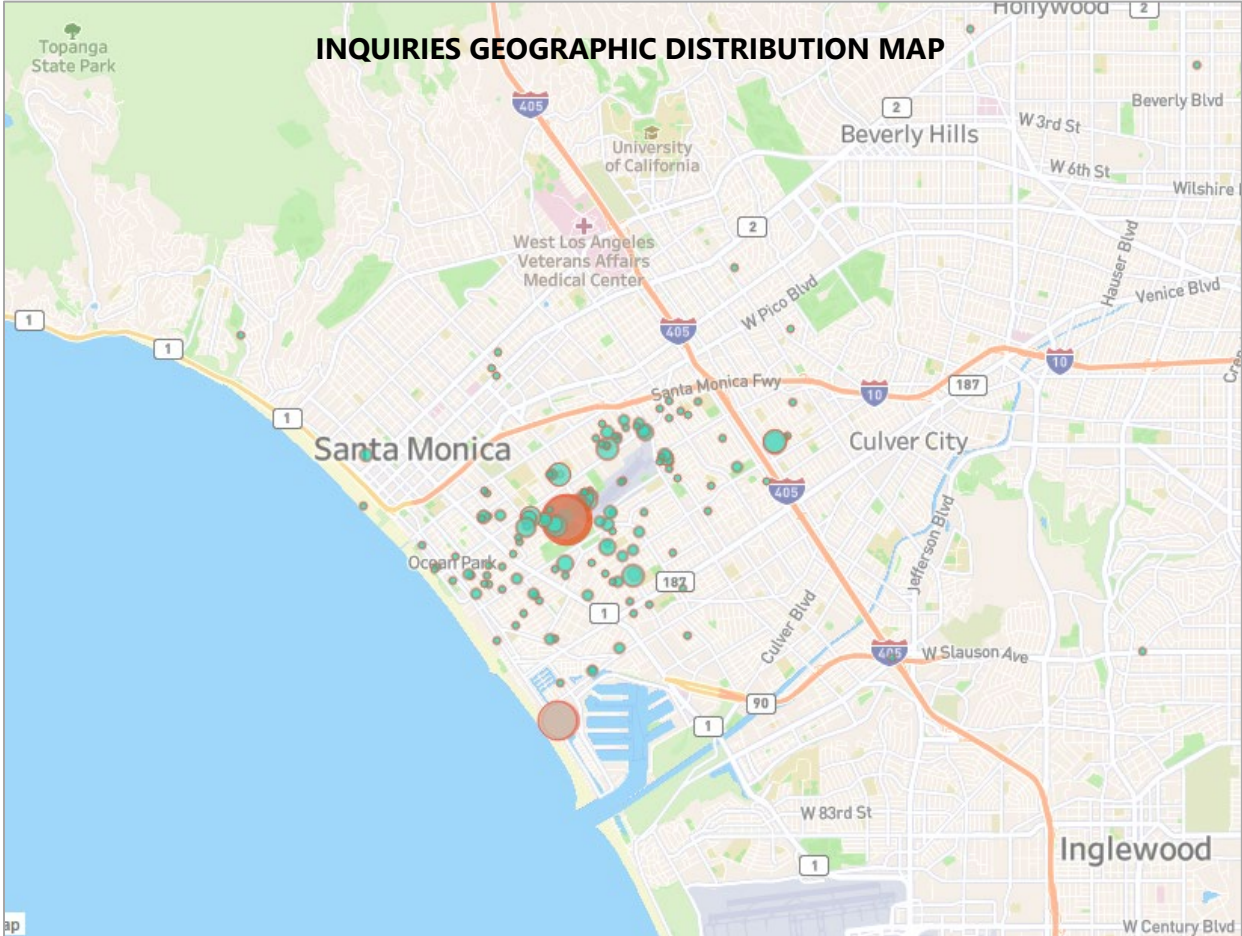 Hollywood
2
Topanga
State Park
INQUIRIES GEOGRAPHIC DISTRIBUTION MAP
405
2
Beverly Blvd
W 3rd St
Beverly Hills
University
of California
W 6th St
Wilshire
2
West Los Angeles
Veterans Affairs
Medical Center
Hauser Blvd
Venice Blvd
W Pico Blvd
1
405
1
10
Santa Monica Fwy
187
10
1
Santa Monica
Culver City
405
Jefferson Blvd
Ocean Park
187
1
Culver Blvd
405
W Slauson Ave
90
1
W 83rd St
Inglewood
1
ap
W Century Blvd